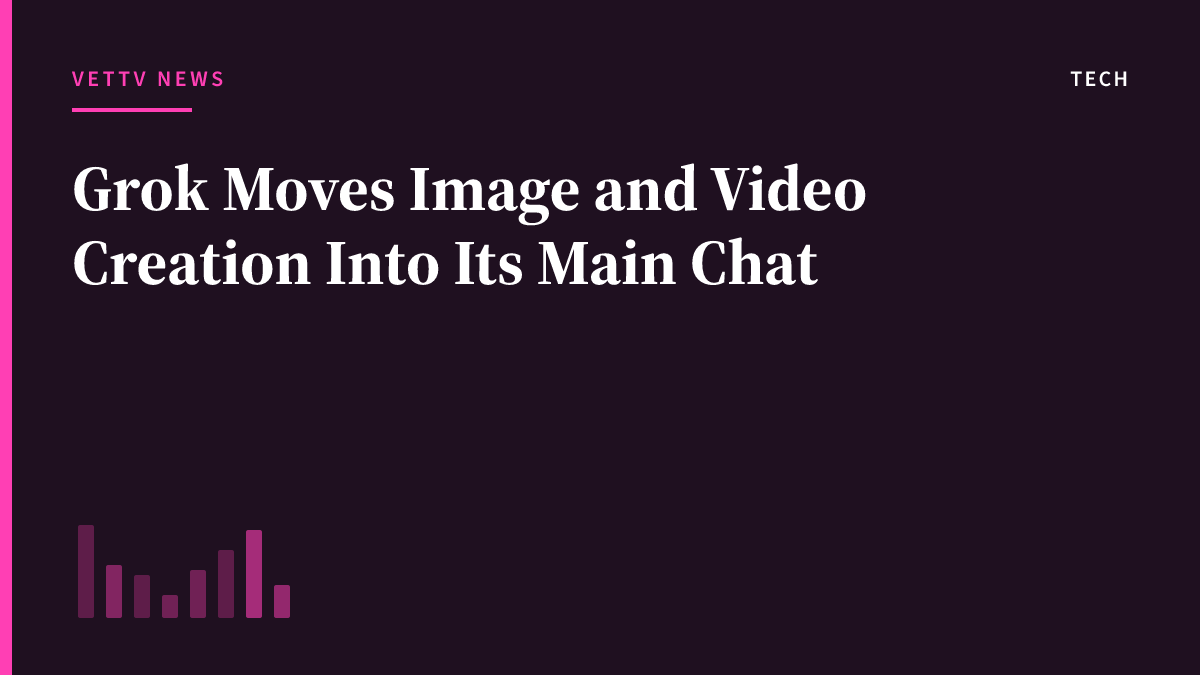 VETTV NEWS
TECH
Grok Moves Image and Video
Creation Into Its Main Chat